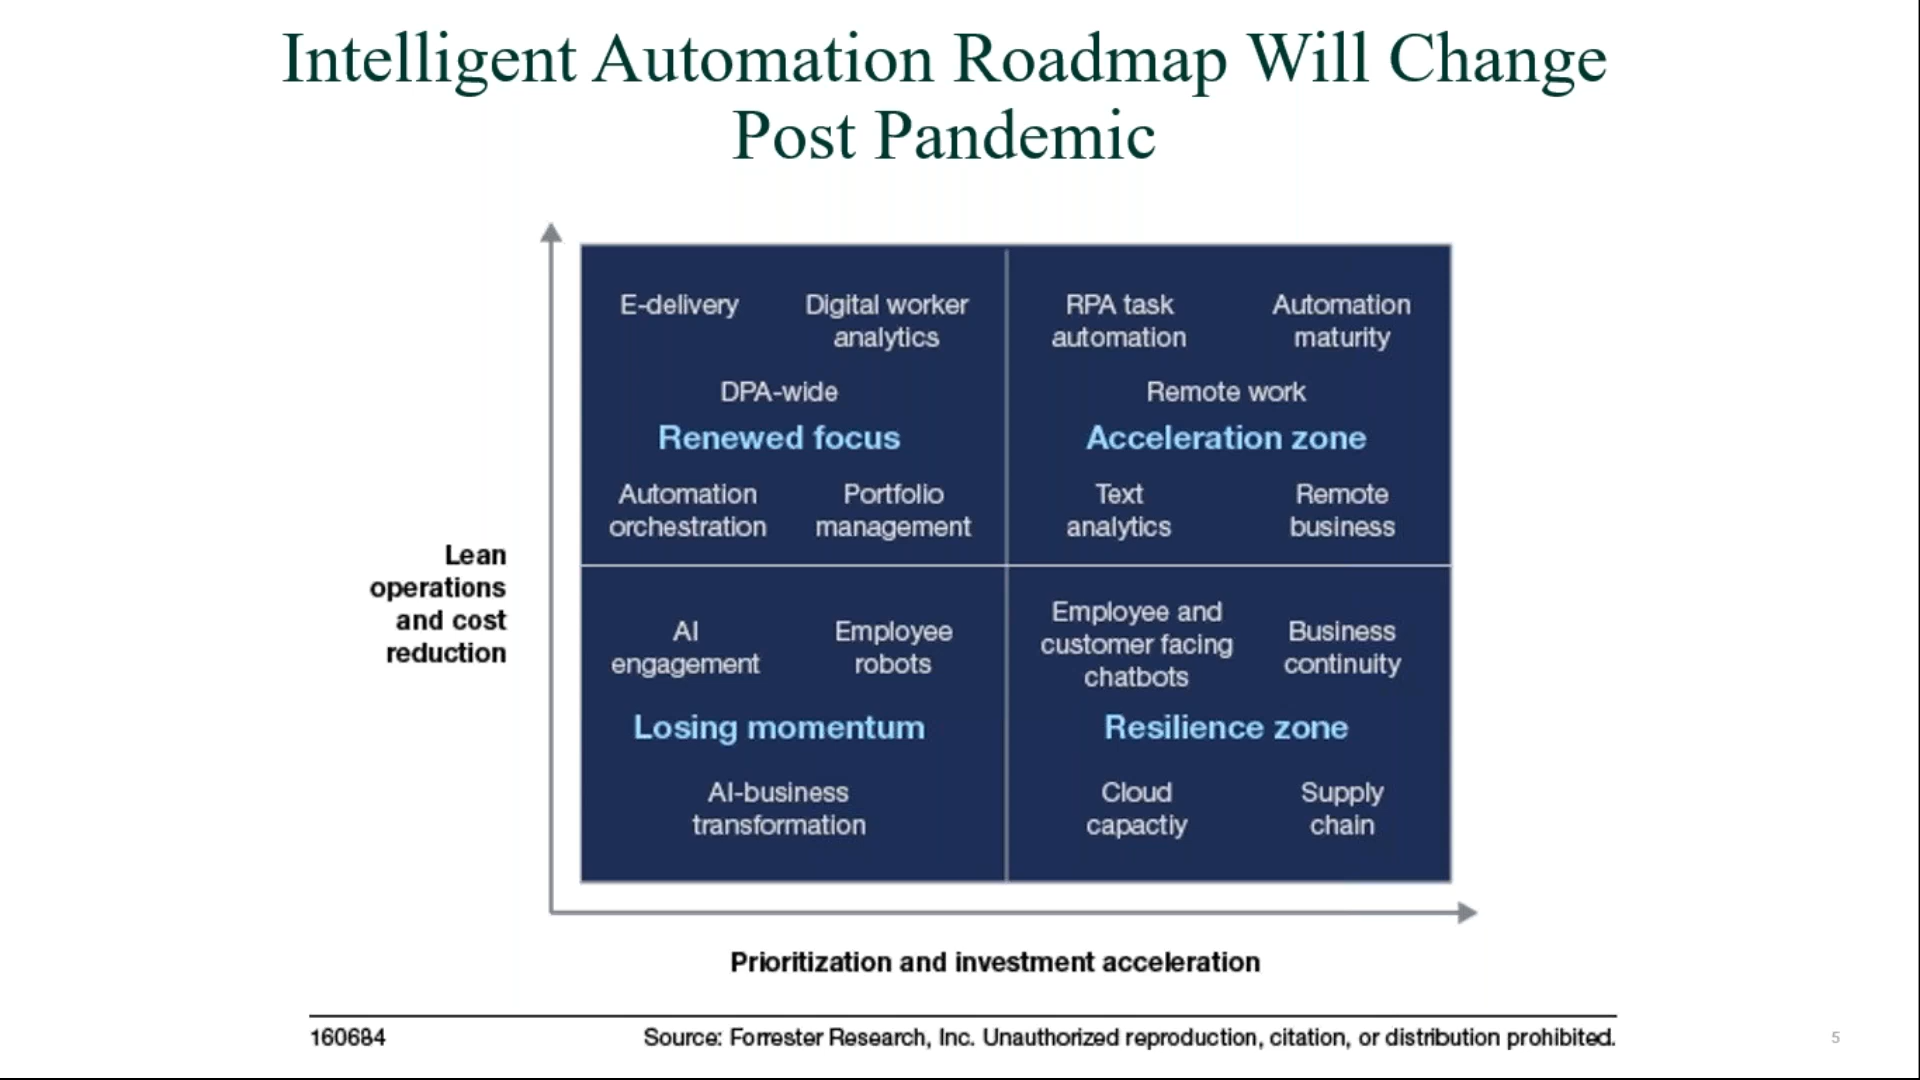 Intelligent Automation Roadmap Will Change
Post Pandemic
E-delivery
Digital worker
analytics
DPA-wide
Renewed focus
Automation
orchestration
Portfolio
management
RPA task
automation
Automation
maturity
Remote work
Acceleration zone
Text
analytics
Remote
business
Lean
operations
and cost
reduction
AI
engagement
Employee
robots
Losing momentum
AI-business
transformation
Employee and
customer facing
chatbots
Business
continuity
Resilience zone
Cloud
capactiy
Supply
chain
Prioritization and investment acceleration
160684
Source: Forrester Research, Inc. Unauthorized reproduction, citation, or distribution prohibited.
5